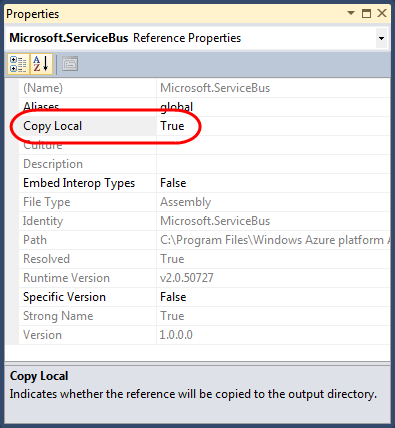 Properties
Microsoft.ServiceBus Reference Properties
(Name) Microsoft.ServiceBus
Aliases global
Copy Local True
Culture
Description
Embed Interop Types False
File Type Assembly
Identity Microsoft.ServiceBus
Path C:\Program Files\Windows Azure platform A
Resolved True
Runtime Version v2.0.50727
Specific Version False
Strong Name True
Version 1.0.0.0
Copy Local
Indicates whether the reference will be copied to the output directory.